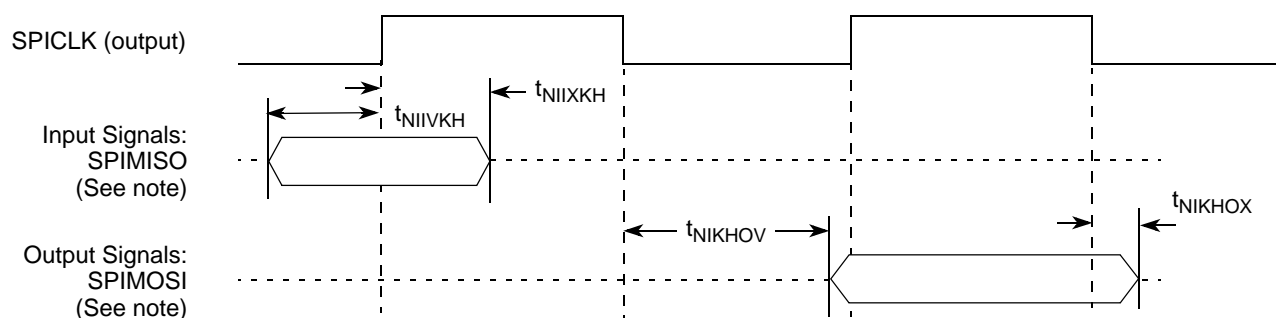 SPICLK (output)
tNIIXKH
tNIIVKH
Input Signals:
SPIMISO
(See note)
tNIKHOX
tNIKHOV
Output Signals:
SPIMOSI
(See note)